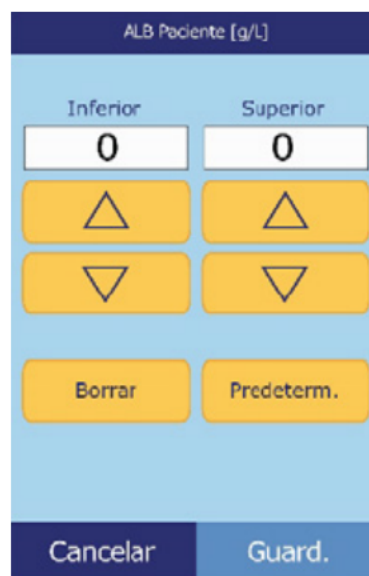 ALB Paciente [g/L]
Inferior Superior
0 0
Borrar Predeterm.
Cancelar Guard.